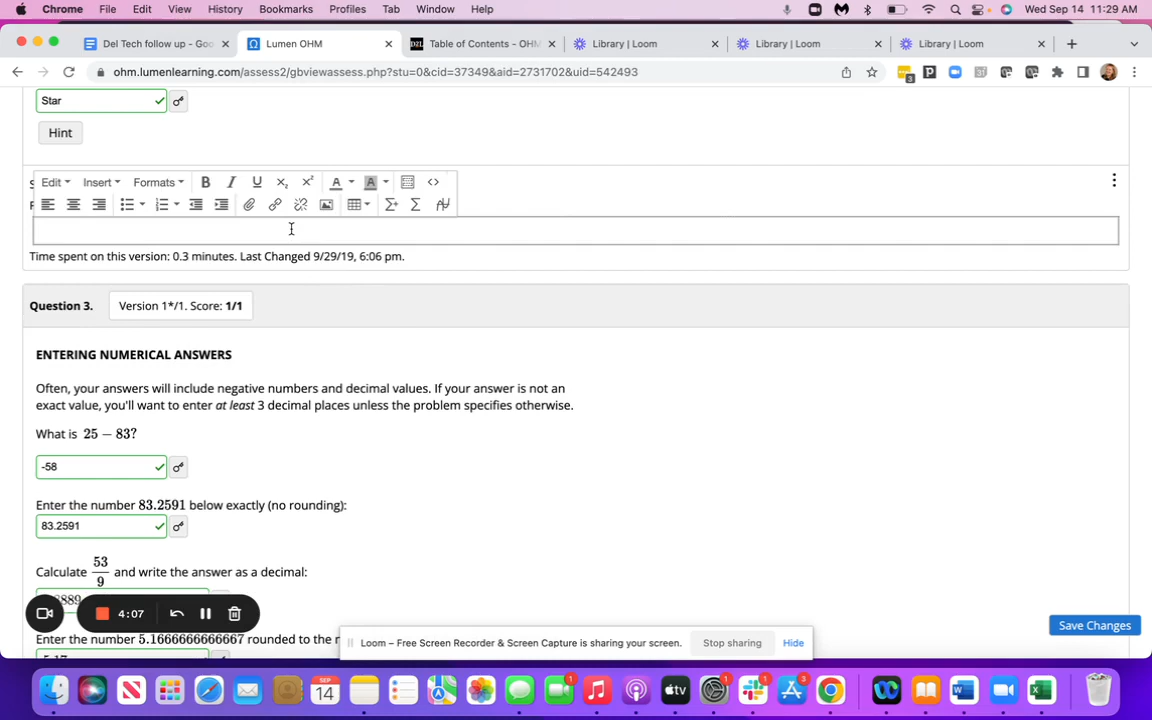 Chrome File Edit View History Bookmarks Profiles Tab Window Help Wed Sep 14 11:29 AM
Del Tech follow up - Goo Lumen OHM Table of Contents - OHM Library | Loom Library | Loom Library | Loom
ohm.lumenlearning.com/assess2/gbviewassess.php?stu=0&cid=37349&aid=2731702&uid=542493
3
Star
Hint
Edit Insert Formats B I U X₂ X² A A <>
Time spent on this version: 0.3 minutes. Last Changed 9/29/19, 6:06 pm.
Question 3. Version 1*/1. Score: 1/1
ENTERING NUMERICAL ANSWERS
Often, your answers will include negative numbers and decimal values. If your answer is not an
exact value, you'll want to enter at least 3 decimal places unless the problem specifies otherwise.
What is 25 − 83?
-58
Enter the number 83.2591 below exactly (no rounding):
83.2591
Calculate 53/9 and write the answer as a decimal:
4:07
Save Changes
Enter the number 5.1666666666667 rounded to the
Loom – Free Screen Recorder & Screen Capture is sharing your screen. Stop sharing Hide
5.17
SEP
14
tv